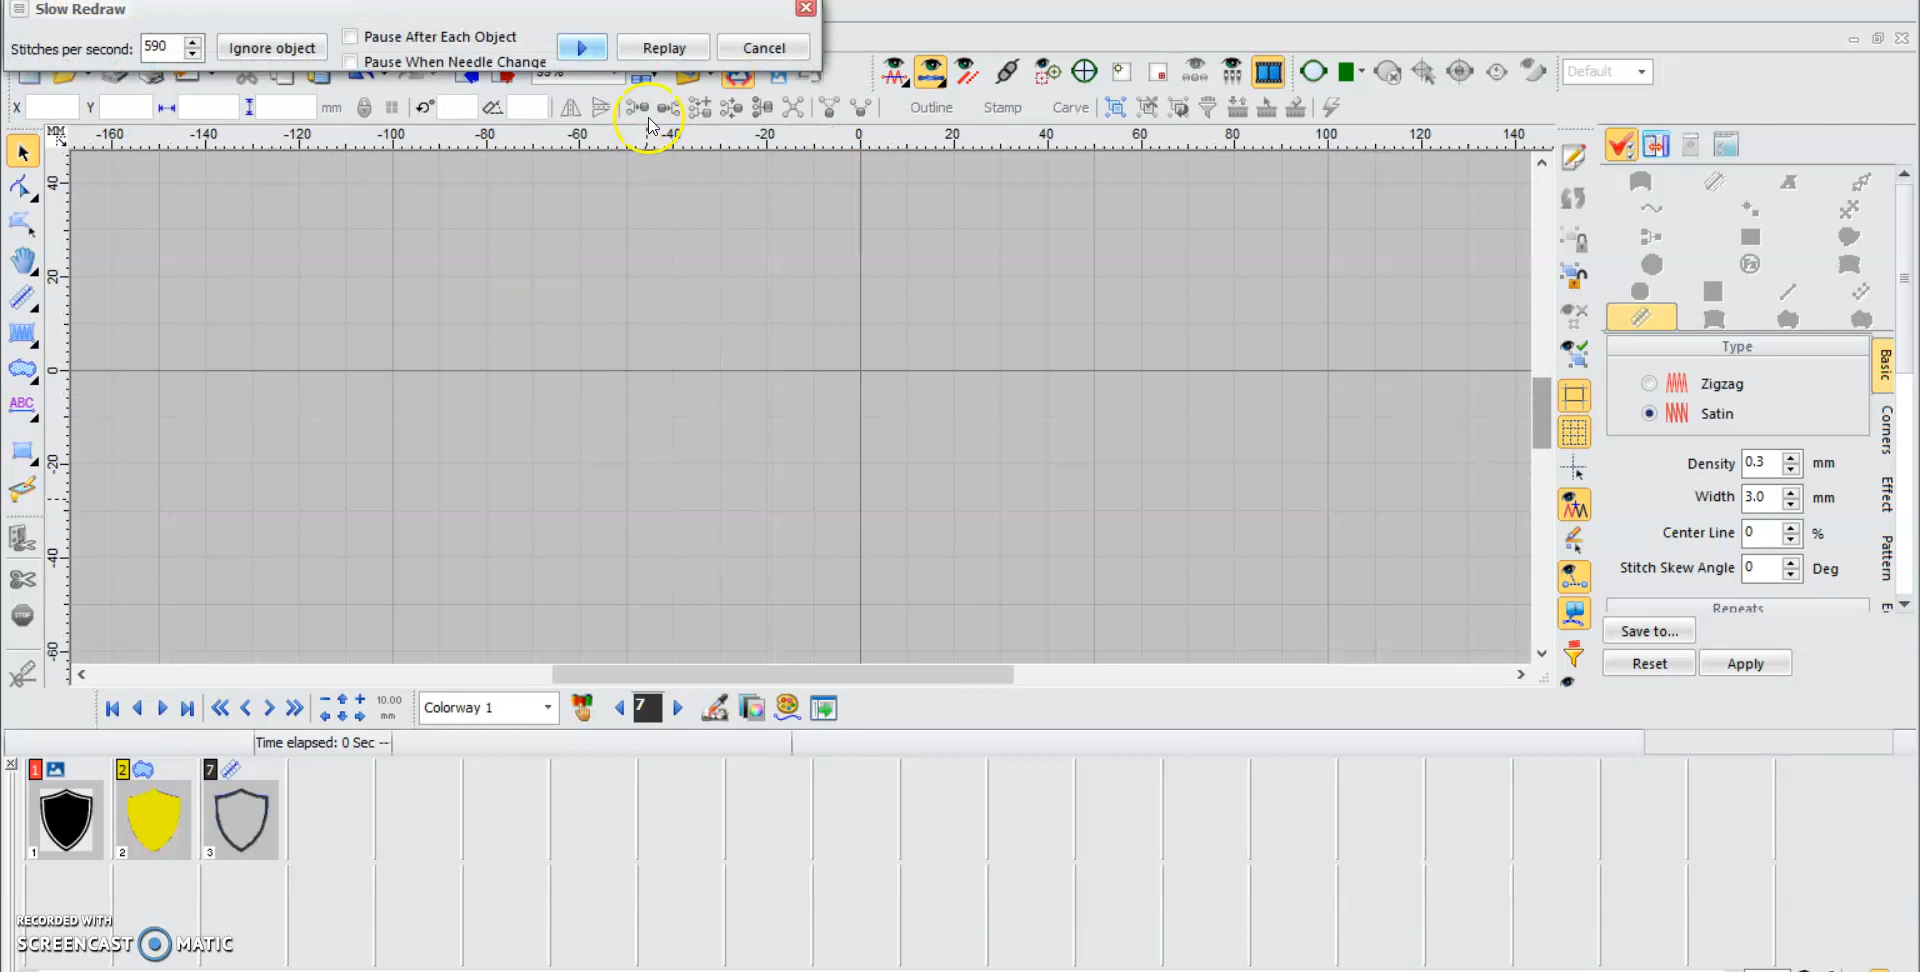 Slow Redraw
Stitches per second: 590 Ignore object
Pause After Each Object
Pause When Needle Change
Replay Cancel
Default
X Y mm
Outline Stamp Carve
MM -160 -140 -120 -100 -80 -60 -40 -20 0 20 40 60 80 100 120 140
40
20
0
-20
-40
-60
ABC
STOP
Type
Zigzag
Satin
Density 0.3 mm
Width 3.0 mm
Center Line 0 %
Stitch Skew Angle 0 Deg
Repeats
Save to...
Reset Apply
Basic
Corners
Effect
Pattern
10.00
mm
Colorway 1
7
Time elapsed: 0 Sec --
1 2 7
1 2 3
RECORDED WITH
SCREENCAST MATIC